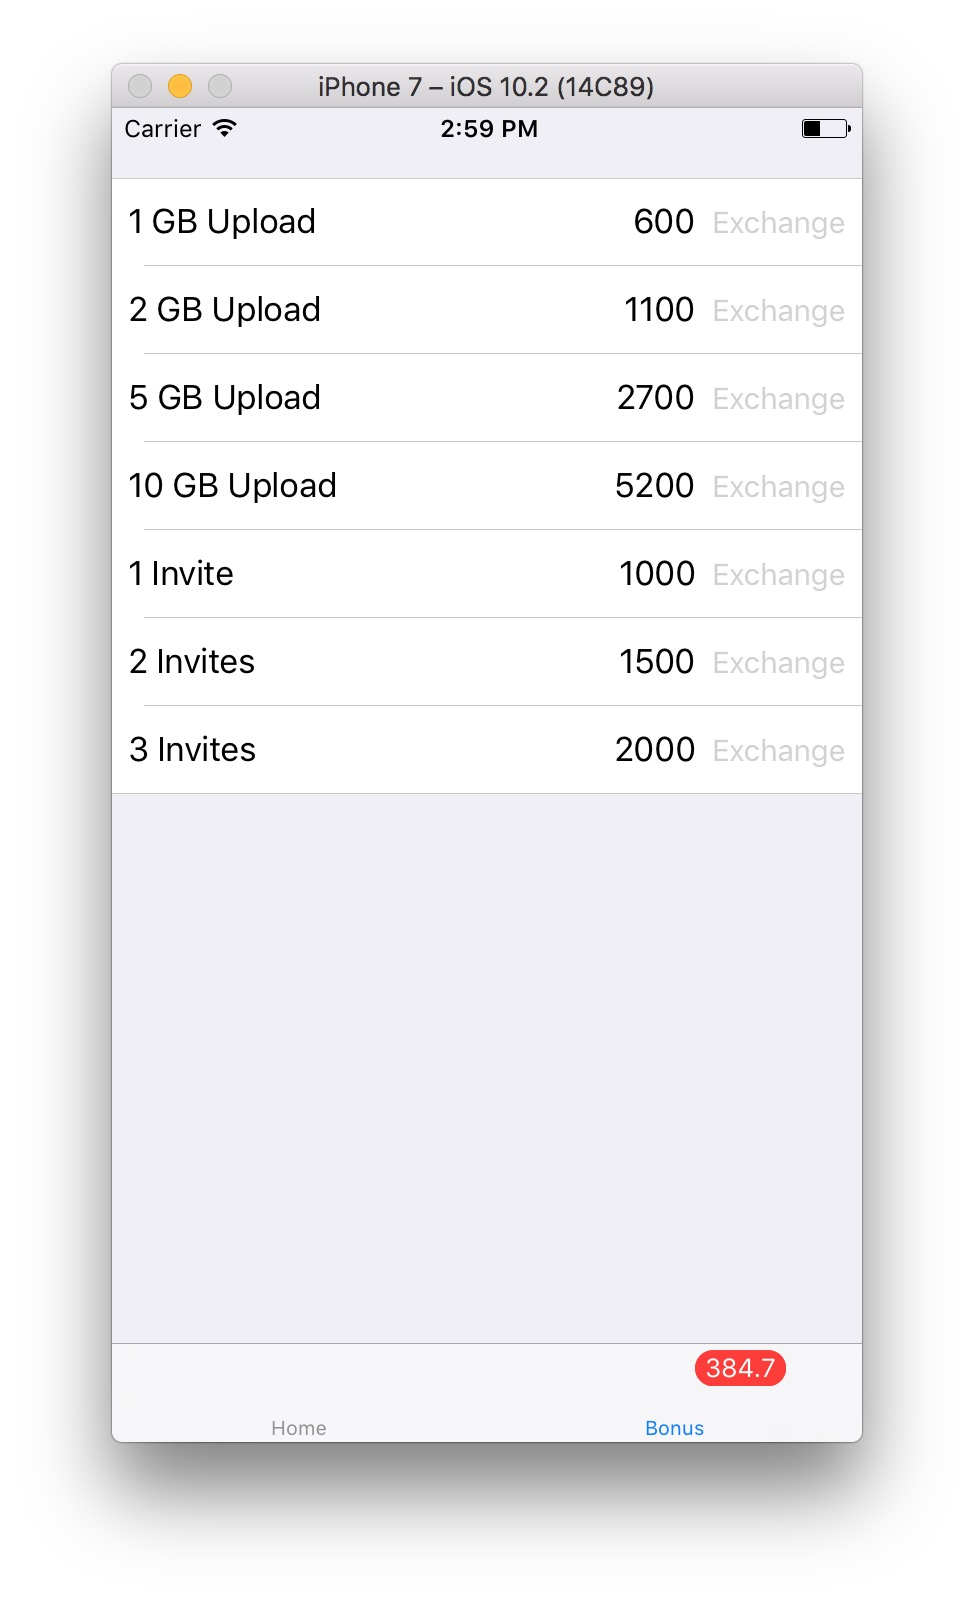 iPhone 7 – iOS 10.2 (14C89)
Carrier 2:59 PM
1 GB Upload 600 Exchange
2 GB Upload 1100 Exchange
5 GB Upload 2700 Exchange
10 GB Upload 5200 Exchange
1 Invite 1000 Exchange
2 Invites 1500 Exchange
3 Invites 2000 Exchange
384.7
Home Bonus